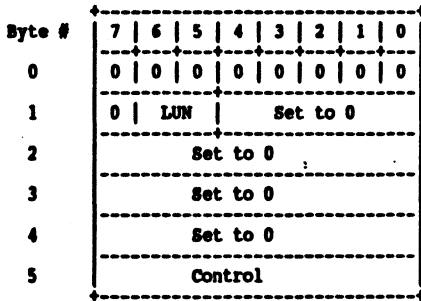 Byte # | 7 | 6 | 5 | 4 | 3 | 2 | 1 | 0
0 | 0 | 0 | 0 | 0 | 0 | 0 | 0 | 0
1 | 0 | LUN | Set to 0
2 Set to 0
3 Set to 0
4 Set to 0
5 Control